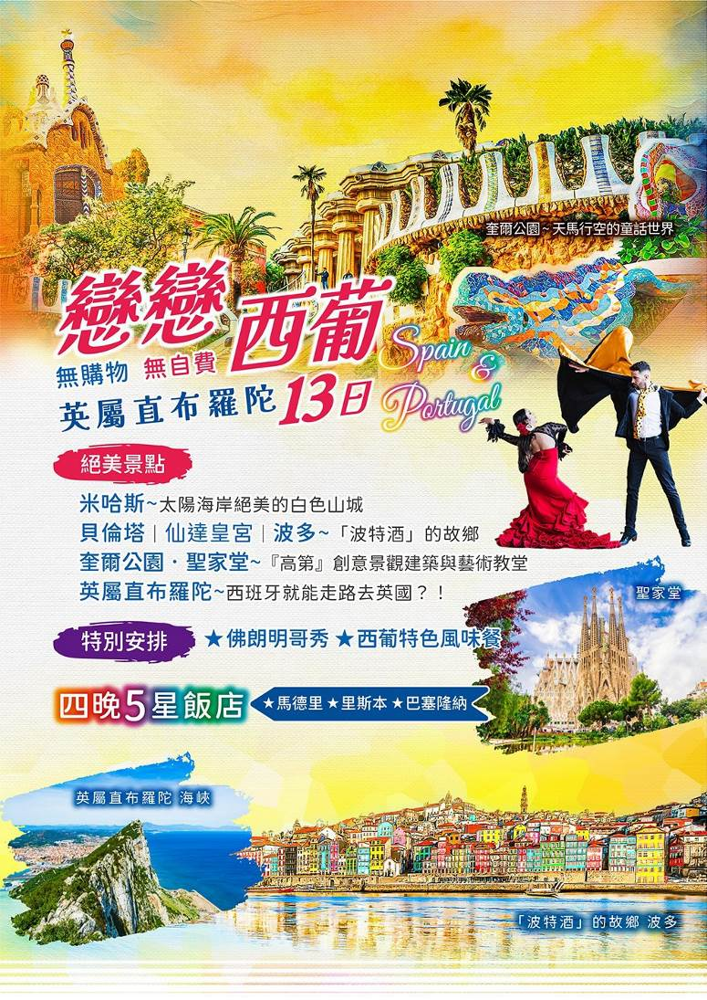 奎爾公園~天馬行空的童話世界
戀戀西葡
Spain & Portugal
無購物 無自費
英屬直布羅陀13日
絕美景點
米哈斯~太陽海岸絕美的白色山城
貝倫塔｜仙達皇宮｜波多~「波特酒」的故鄉
奎爾公園．聖家堂~『高第』創意景觀建築與藝術教堂
英屬直布羅陀~西班牙就能走路去英國？！
聖家堂
特別安排
★佛朗明哥秀 ★西葡特色風味餐
四晚5星飯店
★馬德里 ★里斯本 ★巴塞隆納
英屬直布羅陀 海峽
「波特酒」的故鄉 波多